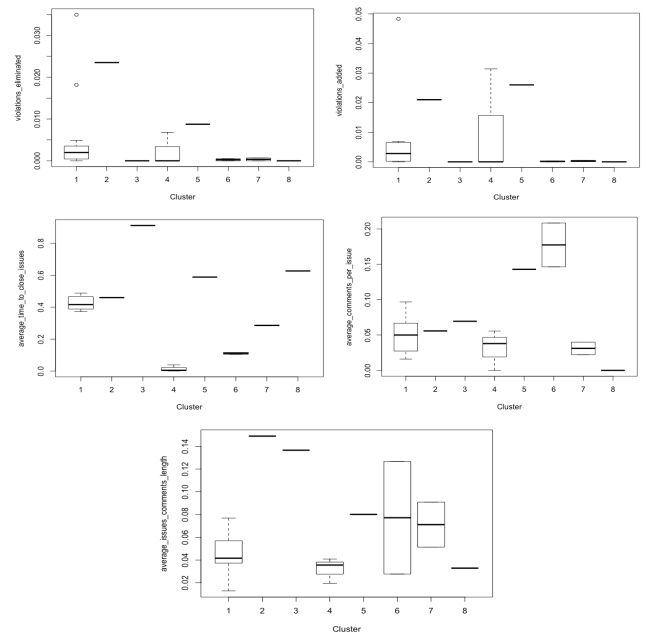 violations_eliminated
0.000 0.010 0.020 0.030
1 2 3 4 5 6 7 8
Cluster
violations_added
0.00 0.01 0.02 0.03 0.04 0.05
1 2 3 4 5 6 7 8
Cluster
average_time_to_close_issues
0.0 0.2 0.4 0.6 0.8
1 2 3 4 5 6 7 8
Cluster
average_comments_per_issue
0.00 0.05 0.10 0.15 0.20
1 2 3 4 5 6 7 8
Cluster
average_issues_comments_length
0.02 0.04 0.06 0.08 0.10 0.12 0.14
1 2 3 4 5 6 7 8
Cluster